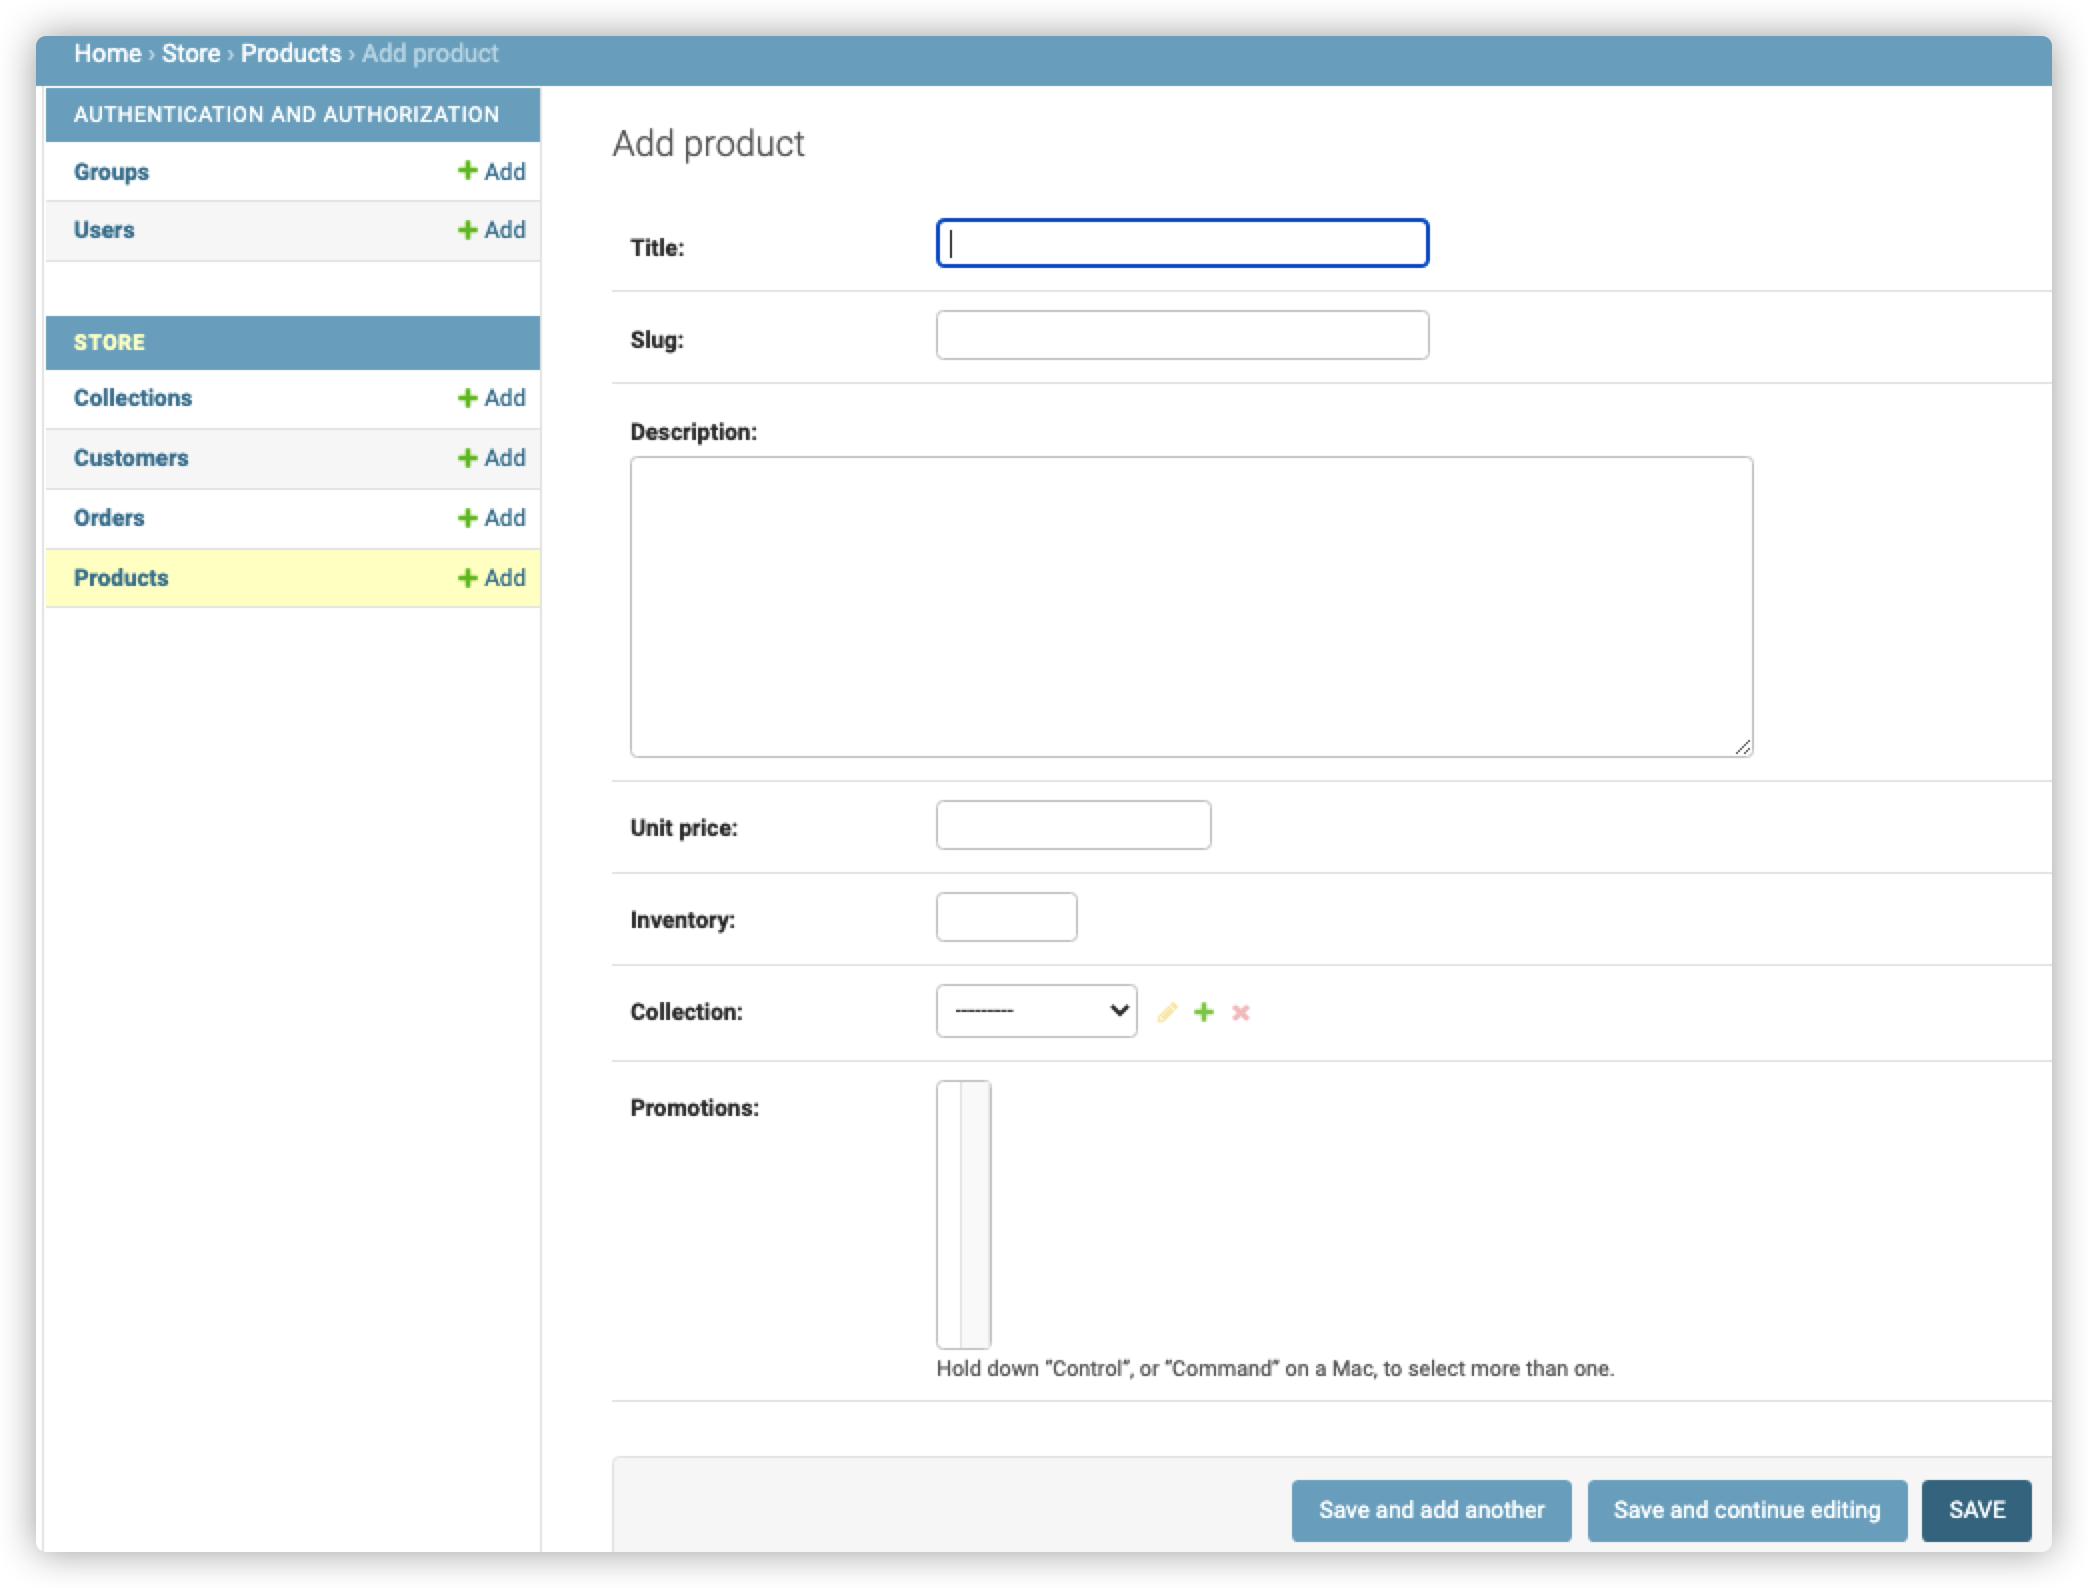 Home › Store › Products › Add product
AUTHENTICATION AND AUTHORIZATION
Groups + Add
Users + Add
STORE
Collections + Add
Customers + Add
Orders + Add
Products + Add
Add product
Title:
Slug:
Description:
Unit price:
Inventory:
Collection: ---------
Promotions:
Hold down “Control”, or “Command” on a Mac, to select more than one.
Save and add another Save and continue editing SAVE